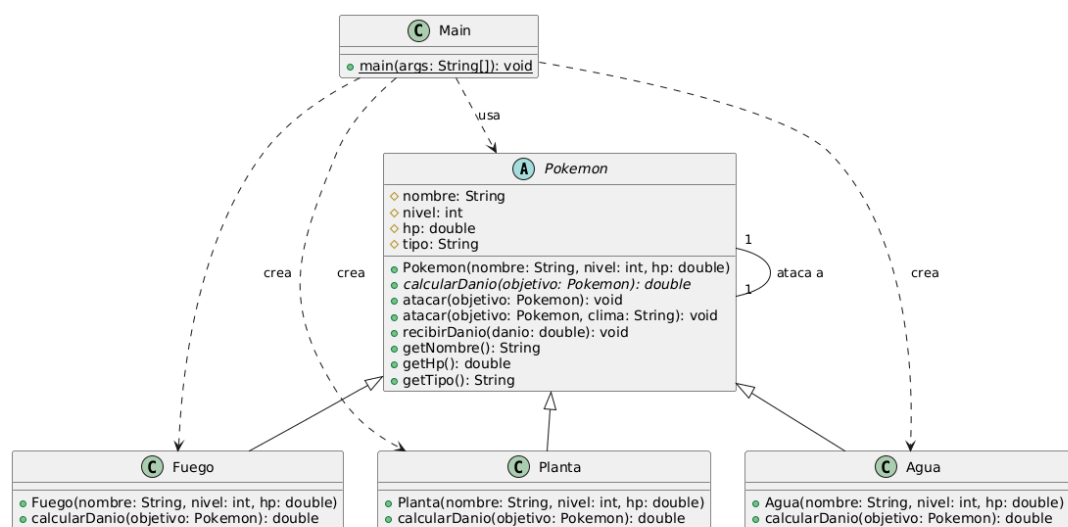 C Main
main(args: String[]): void
usa
A Pokemon
nombre: String
nivel: int
hp: double
tipo: String
Pokemon(nombre: String, nivel: int, hp: double)
calcularDanio(objetivo: Pokemon): double
atacar(objetivo: Pokemon): void
atacar(objetivo: Pokemon, clima: String): void
recibirDanio(danio: double): void
getNombre(): String
getHp(): double
getTipo(): String
1
ataca a
1
crea
crea
crea
C Fuego
Fuego(nombre: String, nivel: int, hp: double)
calcularDanio(objetivo: Pokemon): double
C Planta
Planta(nombre: String, nivel: int, hp: double)
calcularDanio(objetivo: Pokemon): double
C Agua
Agua(nombre: String, nivel: int, hp: double)
calcularDanio(objetivo: Pokemon): double